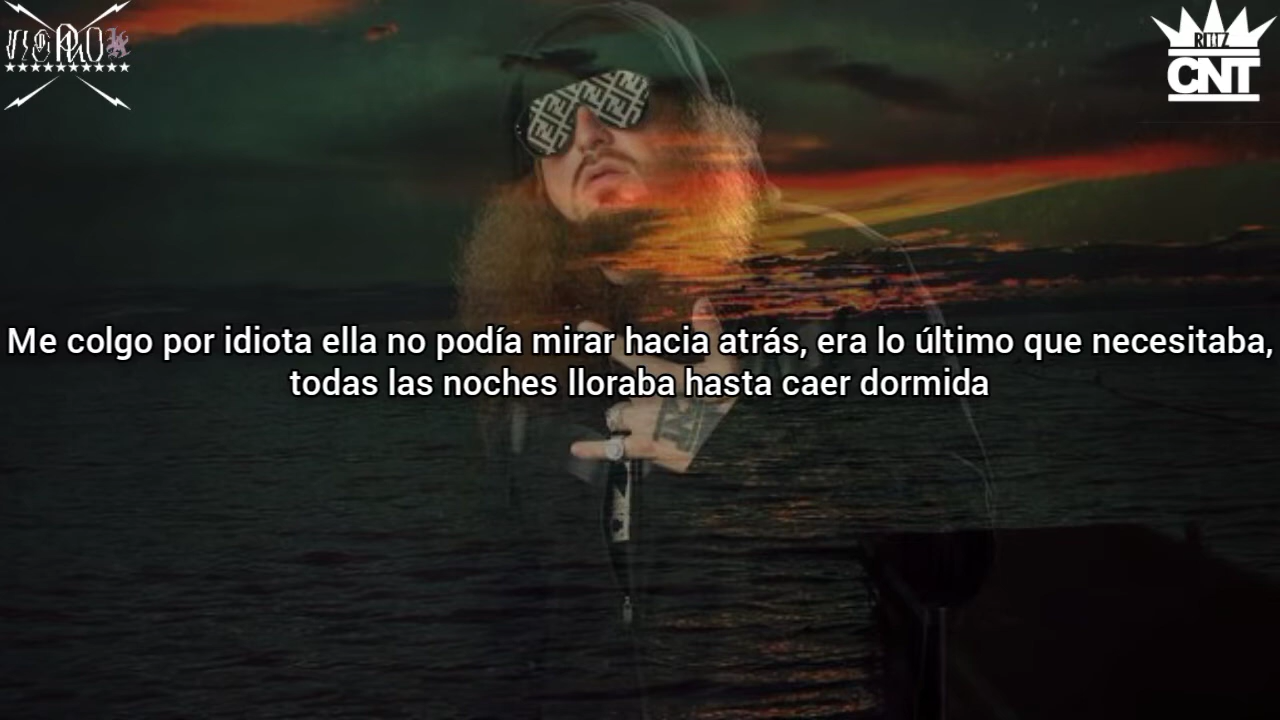 RITTZ
CNT
Me colgo por idiota ella no podía mirar hacia atrás, era lo último que necesitaba,
todas las noches lloraba hasta caer dormida